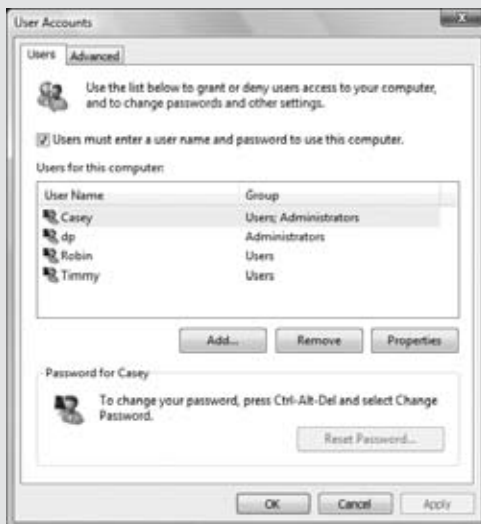 User Accounts
Users Advanced
Use the list below to grant or deny users access to your computer,
and to change passwords and other settings.
Users must enter a user name and password to use this computer.
Users for this computer:
User Name Group
Casey Users; Administrators
dp Administrators
Robin Users
Timmy Users
Add... Remove Properties
Password for Casey
To change your password, press Ctrl-Alt-Del and select Change
Password.
Reset Password...
OK Cancel Apply